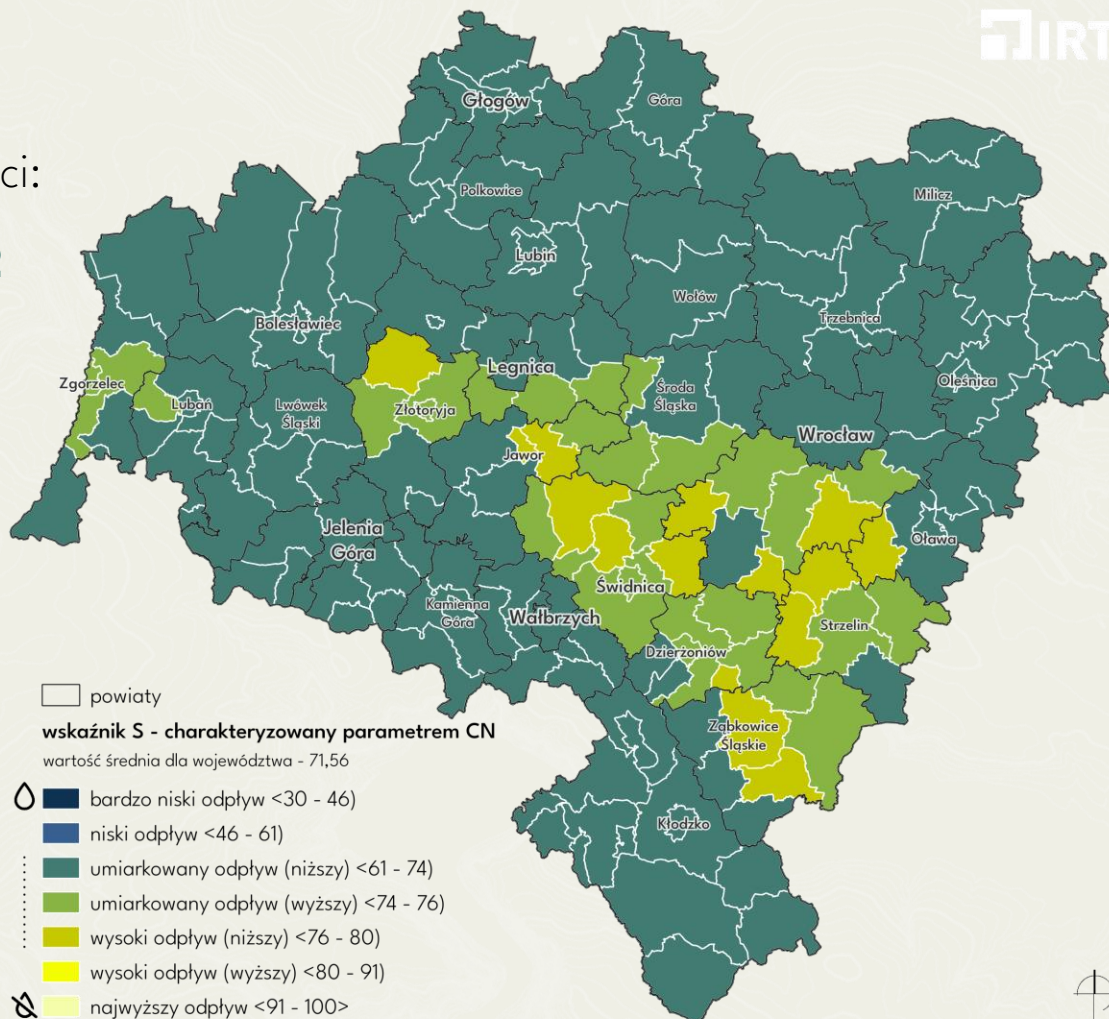 IRT
ci:
Głogów
Góra
Polkowice
Milicz
Lubin
Wołów
Trzebnica
Bolesławiec
Legnica
Oleśnica
Zgorzelec
Lubań
Lwówek
Śląski
Złotoryja
Środa
Śląska
Wrocław
Jawor
Jelenia
Góra
Oława
Świdnica
Kamienna
Góra
Wałbrzych
Strzelin
Dzierżoniów
Ząbkowice
Śląskie
Kłodzko
powiaty
wskaźnik S - charakteryzowany parametrem CN
wartość średnia dla województwa - 71,56
bardzo niski odpływ <30 - 46)
niski odpływ <46 - 61)
umiarkowany odpływ (niższy) <61 - 74)
umiarkowany odpływ (wyższy) <74 - 76)
wysoki odpływ (niższy) <76 - 80)
wysoki odpływ (wyższy) <80 - 91)
najwyższy odpływ <91 - 100>